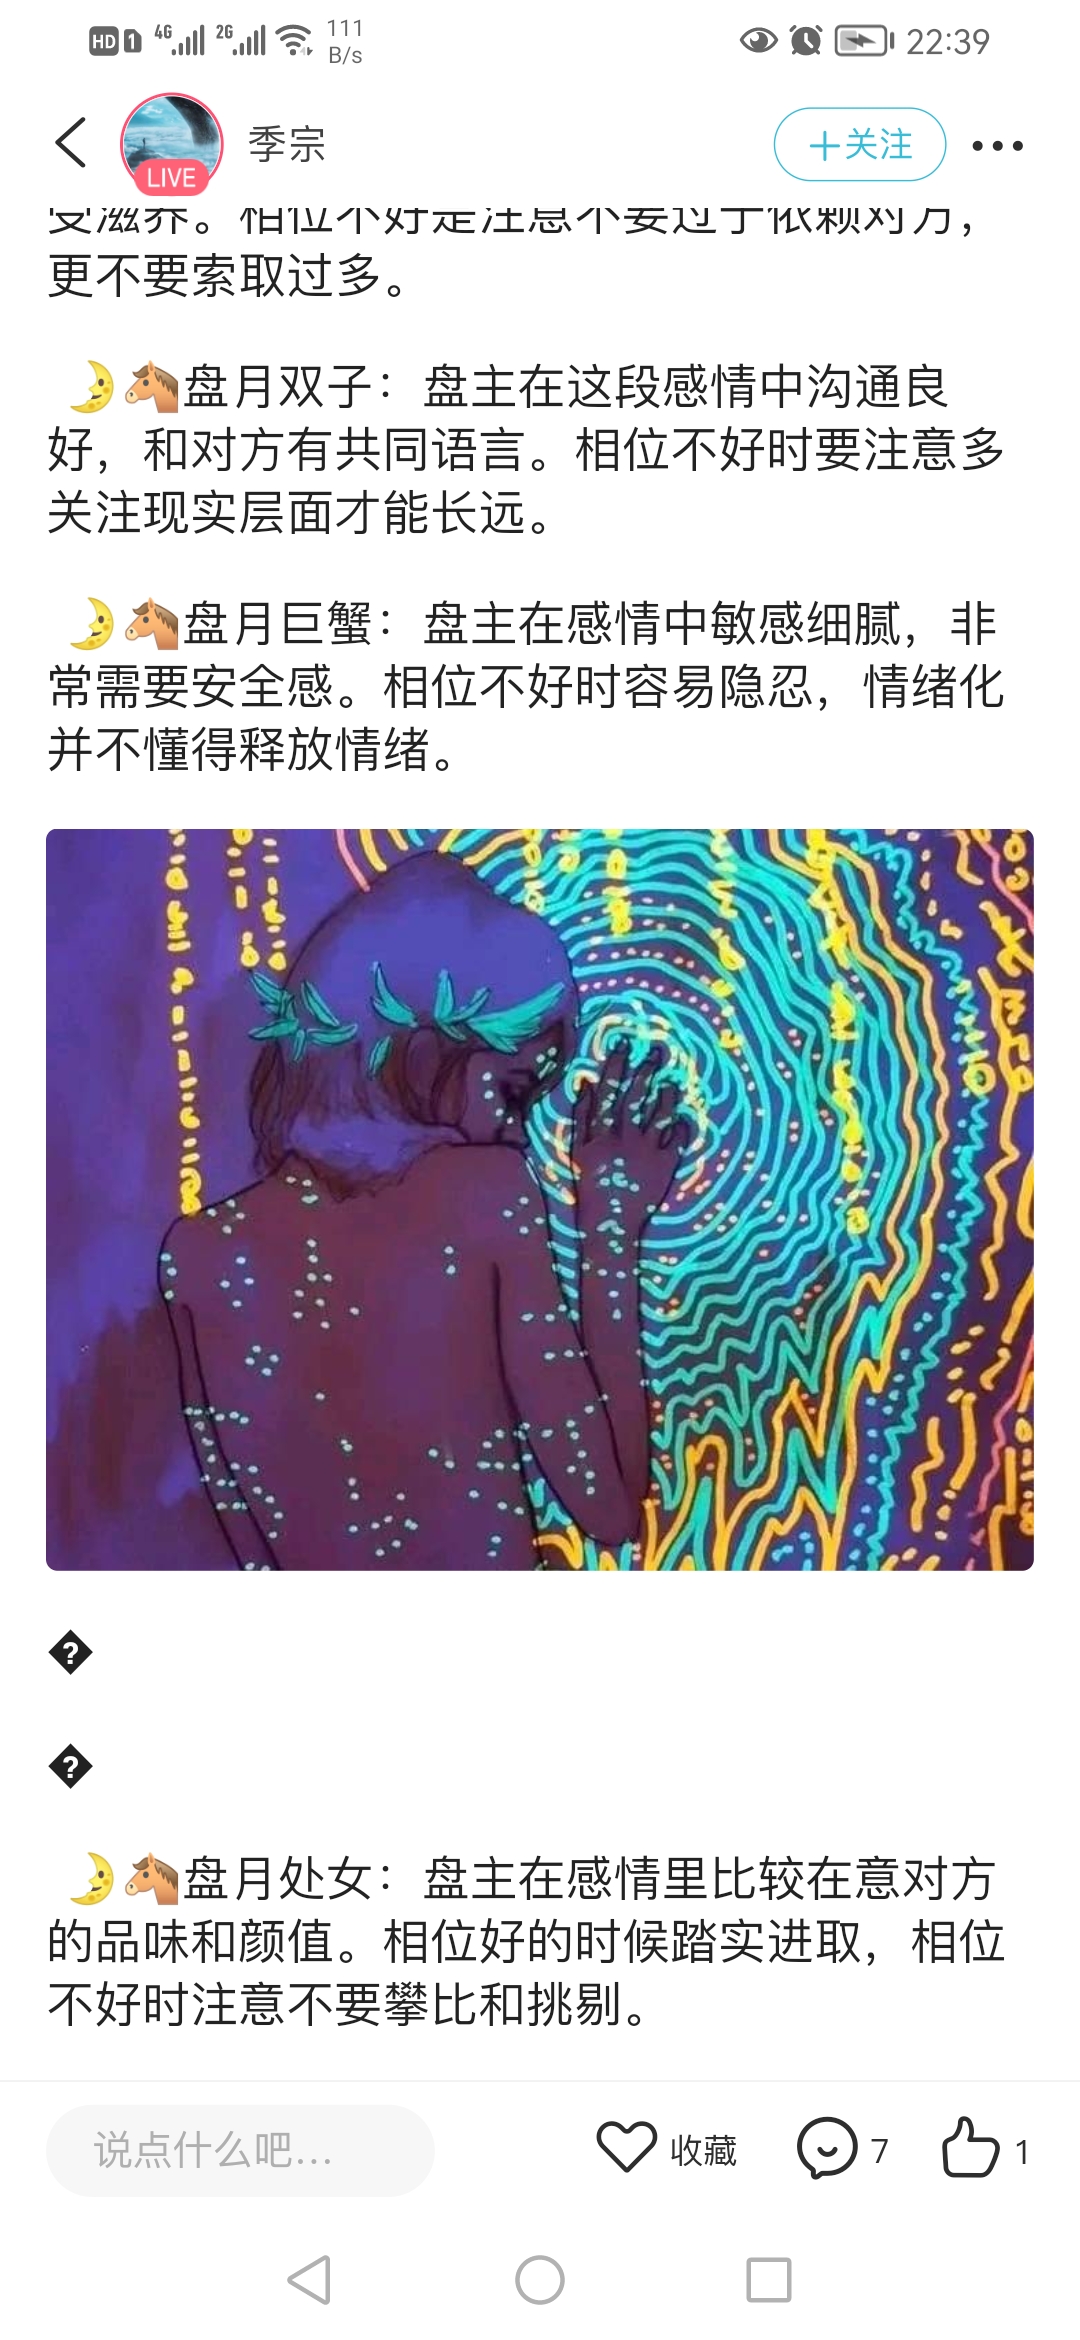 HD 1 4G 2G 111 B/s 22:39
季宗 +关注
LIVE
受滋养。相位不好是注意不要过于依赖对方，
更不要索取过多。
🌛🐴盘月双子：盘主在这段感情中沟通良
好，和对方有共同语言。相位不好时要注意多
关注现实层面才能长远。
🌛🐴盘月巨蟹：盘主在感情中敏感细腻，非
常需要安全感。相位不好时容易隐忍，情绪化
并不懂得释放情绪。
�
�
🌛🐴盘月处女：盘主在感情里比较在意对方
的品味和颜值。相位好的时候踏实进取，相位
不好时注意不要攀比和挑剔。
说点什么吧... 收藏 7 1